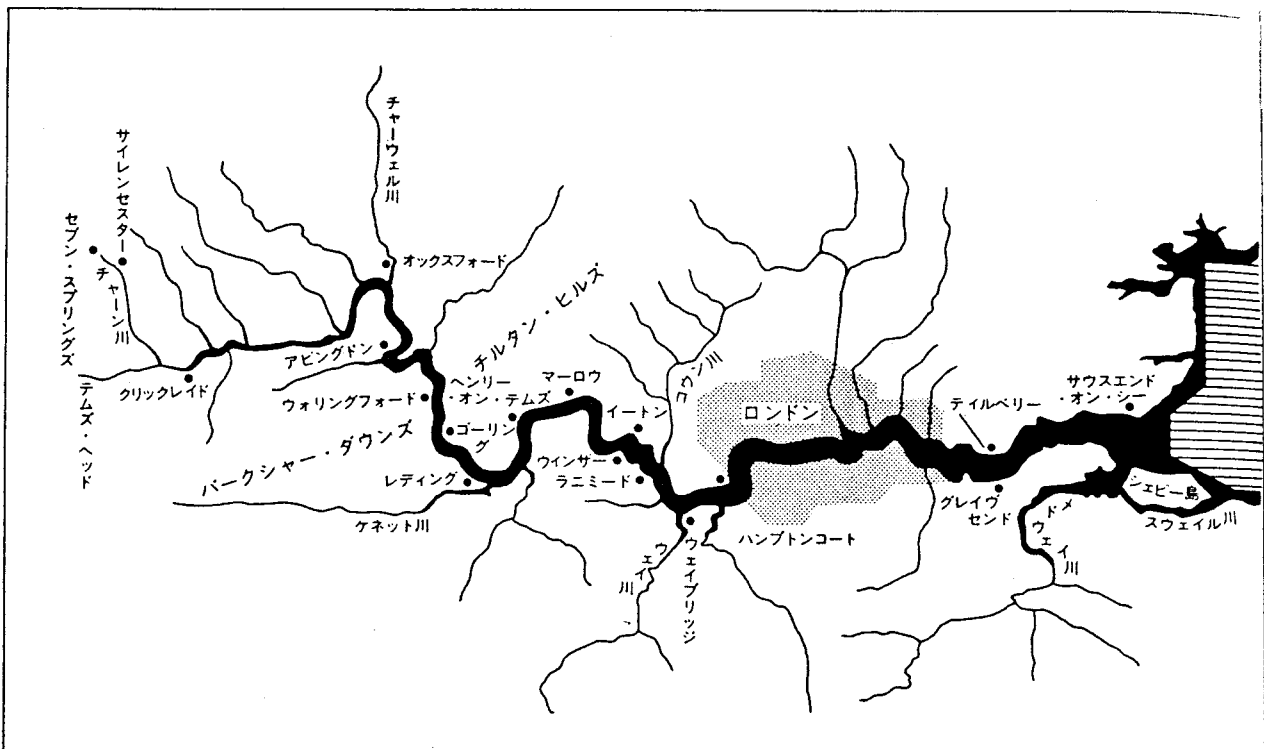 チャーウェル川
サイレンセスター
セブン・スプリングズ
チャーン川
オックスフォード
チルタン・ヒルズ
アビングドン
クリックレイド
テムズ・ヘッド
ヘンリー
・オン・テムズ
マーロウ
コウン川
ロンドン
サウスエンド
・オン・シー
ティルベリー
ウォリングフォード
イートン
ゴーリン
グ
バークシャー・ダウンズ
ウインザー
レディング
ラニミード
シェピー島
グレイヴ
センド
メドウェイ川
スウェイル川
ケネット川
ハンプトンコート
ウェイ川
ウェイブリッジ